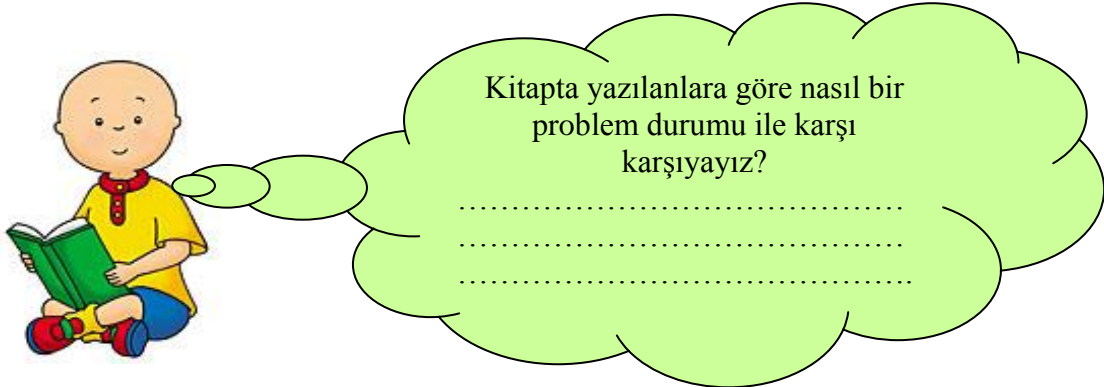 Kitapta yazılanlara göre nasıl bir
problem durumu ile karşı
karşıyayız?
……………………………………
……………………………………
…………………………………….